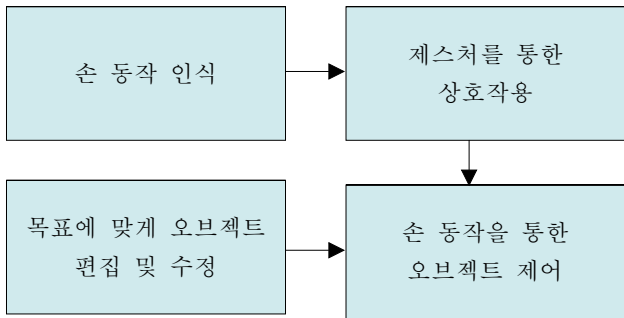 손 동작 인식
제스처를 통한
상호작용
목표에 맞게 오브젝트
편집 및 수정
손 동작을 통한
오브젝트 제어